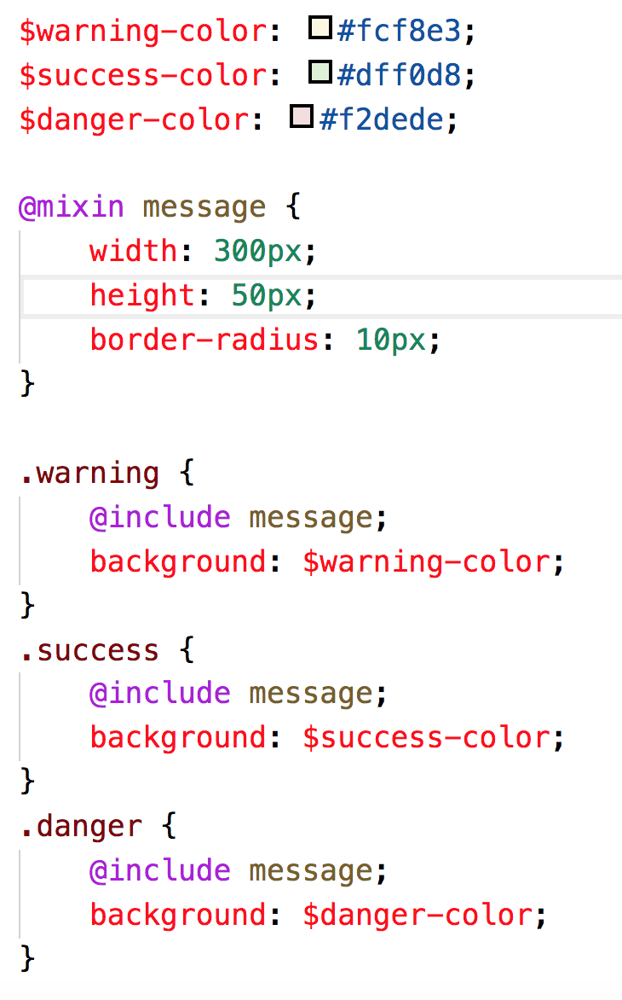 $warning-color: #fcf8e3;
$success-color: #dff0d8;
$danger-color: #f2dede;
@mixin message {
    width: 300px;
    height: 50px;
    border-radius: 10px;
}
.warning {
    @include message;
    background: $warning-color;
}
.success {
    @include message;
    background: $success-color;
}
.danger {
    @include message;
    background: $danger-color;
}